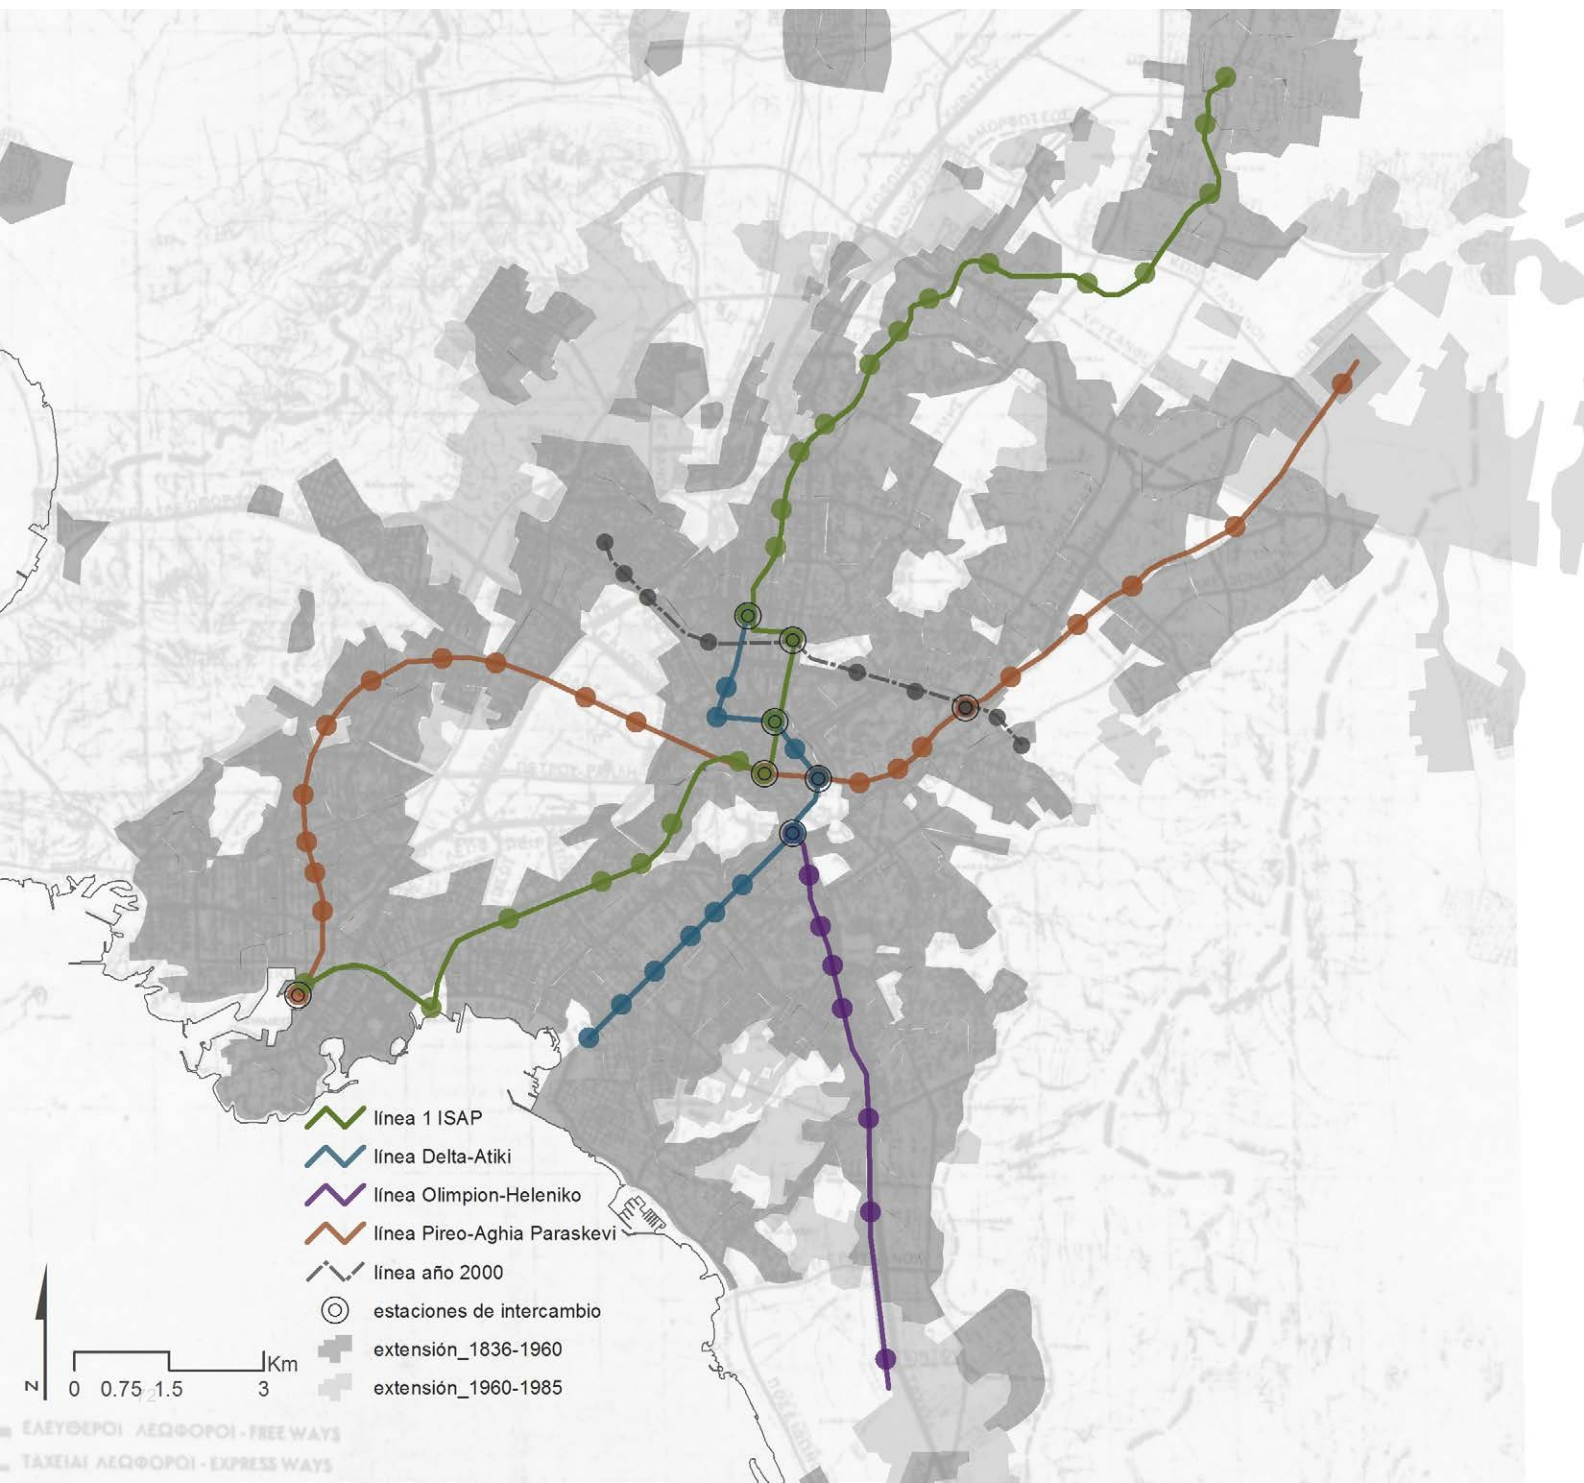 línea 1 ISAP
línea Delta-Atiki
línea Olimpion-Heleniko
línea Pireo-Aghia Paraskevi
línea año 2000
estaciones de intercambio
extensión_1836-1960
extensión_1960-1985
Km
0 0.75 1.5 3
N
ΕΛΕΥΘΕΡΟΙ ΛΕΩΦΟΡΟΙ - FREE WAYS
ΤΑΧΕΙΑΙ ΛΕΩΦΟΡΟΙ - EXPRESS WAYS